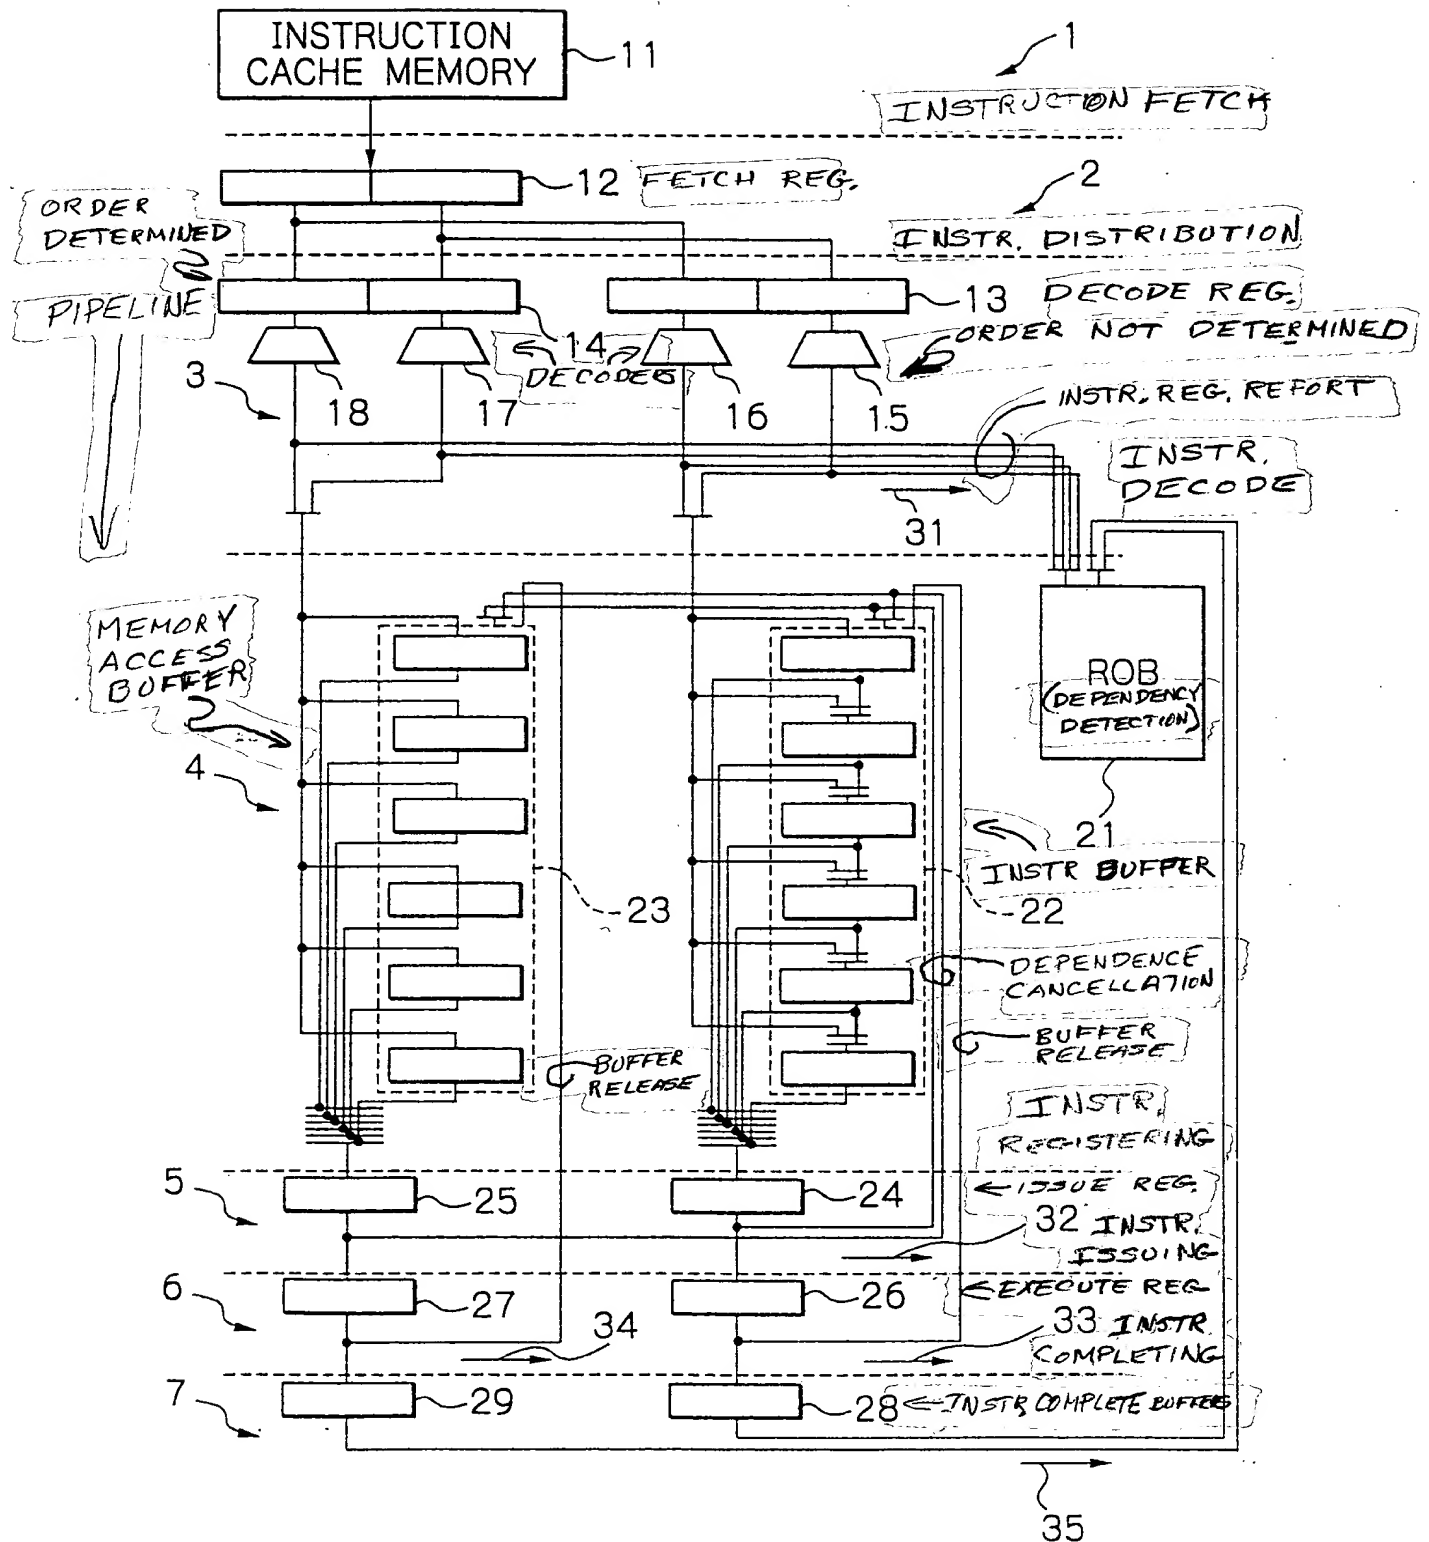 INSTRUCTION
CACHE MEMORY
11
1
INSTRUCTION FETCH
12
FETCH REG.
2
INSTR. DISTRIBUTION
ORDER
DETERMINED
PIPELINE
14
13
DECODE REG.
ORDER NOT DETERMINED
DECODERS
3
18
17
16
15
INSTR. REG. REFORT
31
INSTR.
DECODE
MEMORY
ACCESS
BUFFER
4
ROB
(DEPENDENCY
DETECTION)
21
INSTR BUFFER
23
22
DEPENDENCE
CANCELLATION
BUFFER
RELEASE
BUFFER
RELEASE
INSTR.
REGISTERING
5
25
24
ISSUE REG.
32 INSTR.
ISSUING
6
27
26
EXECUTE REG
34
33 INSTR
COMPLETING
7
29
28
INSTR COMPLETE BUFFERS
35